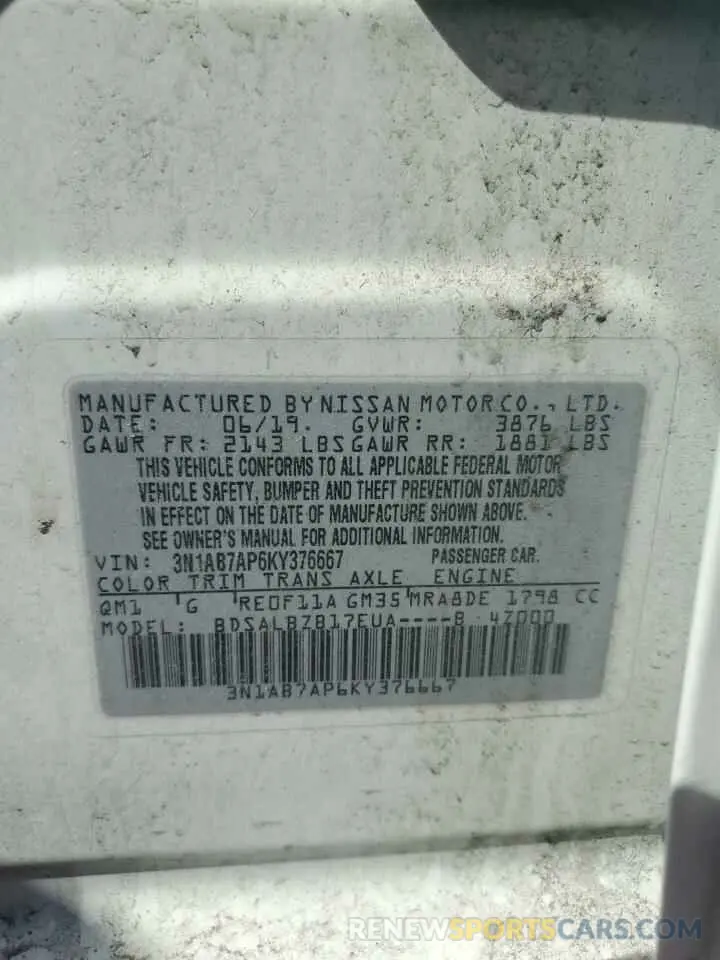 MANUFACTURED BY NISSAN MOTOR CO., LTD.
DATE: 06/19. GVWR: 3876 LBS
GAWR FR: 2143 LBS GAWR RR: 1881 LBS
THIS VEHICLE CONFORMS TO ALL APPLICABLE FEDERAL MOTOR
VEHICLE SAFETY, BUMPER AND THEFT PREVENTION STANDARDS
IN EFFECT ON THE DATE OF MANUFACTURE SHOWN ABOVE.
SEE OWNER'S MANUAL FOR ADDITIONAL INFORMATION.
VIN: 3N1AB7AP6KY376667 PASSENGER CAR.
COLOR TRIM TRANS AXLE ENGINE
QM1 G RE0F11A GM35 MRA8DE 1798 CC
MODEL: BDSALBZB17EUA----B 47000
3N1AB7AP6KY376667
RENEWSPORTSCARS.COM